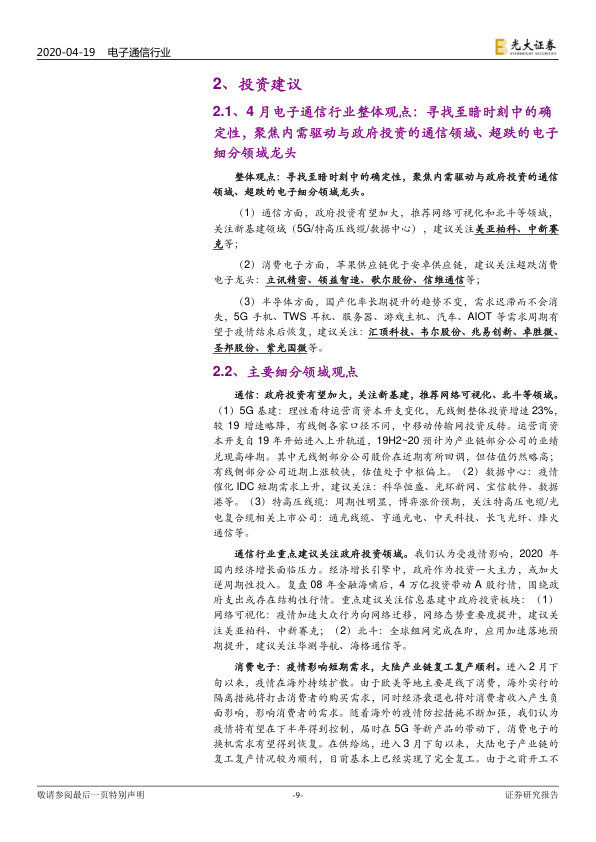 2020-04-19 电子通信行业
光大证券
EVERBRIGHT SECURITIES
2、投资建议
2.1、4 月电子通信行业整体观点：寻找至暗时刻中的确
定性，聚焦内需驱动与政府投资的通信领域、超跌的电子
细分领域龙头
整体观点：寻找至暗时刻中的确定性，聚焦内需驱动与政府投资的通信
领域、超跌的电子细分领域龙头。
（1）通信方面，政府投资有望加大，推荐网络可视化和北斗等领域，
关注新基建领域（5G/特高压线缆/数据中心），建议关注美亚柏科、中新赛
克等；
（2）消费电子方面，苹果供应链优于安卓供应链，建议关注超跌消费
电子龙头：立讯精密、领益智造、歌尔股份、信维通信等；
（3）半导体方面，国产化率长期提升的趋势不变，需求迟滞而不会消
失，5G 手机、TWS 耳机、服务器、游戏主机、汽车、AIOT 等需求周期有
望于疫情结束后恢复，建议关注：汇顶科技、韦尔股份、兆易创新、卓胜微、
圣邦股份、紫光国微等。
2.2、主要细分领域观点
通信：政府投资有望加大，关注新基建，推荐网络可视化、北斗等领域。
（1）5G 基建：理性看待运营商资本开支变化，无线侧整体投资增速 23%，
较 19 增速略降，有线侧各家口径不同，中移动传输网投资反转。运营商资
本开支自 19 年开始进入上升轨道，19H2~20 预计为产业链部分公司的业绩
兑现高峰期。其中无线侧部分公司股价在近期有所回调，但估值仍然略高；
有线侧部分公司近期上涨较快，估值处于中枢偏上。（2）数据中心：疫情
催化 IDC 短期需求上升，建议关注：科华恒盛、光环新网、宝信软件、数据
港等。（3）特高压线缆：周期性明显，博弈涨价预期，关注特高压电缆/光
电复合缆相关上市公司：通光线缆、亨通光电、中天科技、长飞光纤、烽火
通信等。
通信行业重点建议关注政府投资领域。我们认为受疫情影响，2020 年
国内经济增长面临压力。经济增长引擎中，政府作为投资一大主力，或加大
逆周期性投入。复盘 08 年金融海啸后，4 万亿投资带动 A 股行情，围绕政
府支出或存在结构性行情。重点建议关注信息基建中政府投资板块：（1）
网络可视化：疫情加速大众行为向网络迁移，网络态势重要度提升，建议关
注美亚柏科、中新赛克；（2）北斗：全球组网完成在即，应用加速落地预
期提升，建议关注华测导航、海格通信等。
消费电子：疫情影响短期需求，大陆产业链复工复产顺利。进入 2 月下
旬以来，疫情在海外持续扩散。由于欧美等地主要是线下消费，海外实行的
隔离措施将打击消费者的购买需求，同时经济衰退也将对消费者收入产生负
面影响，影响消费者的需求。随着海外的疫情防控措施不断加强，我们认为
疫情将有望在下半年得到控制，届时在 5G 等新产品的带动下，消费电子的
换机需求有望得到恢复。在供给端，进入 3 月下旬以来，大陆电子产业链的
复工复产情况较为顺利，目前基本上已经实现了完全复工。由于之前开工不
敬请参阅最后一页特别声明
-9-
证券研究报告